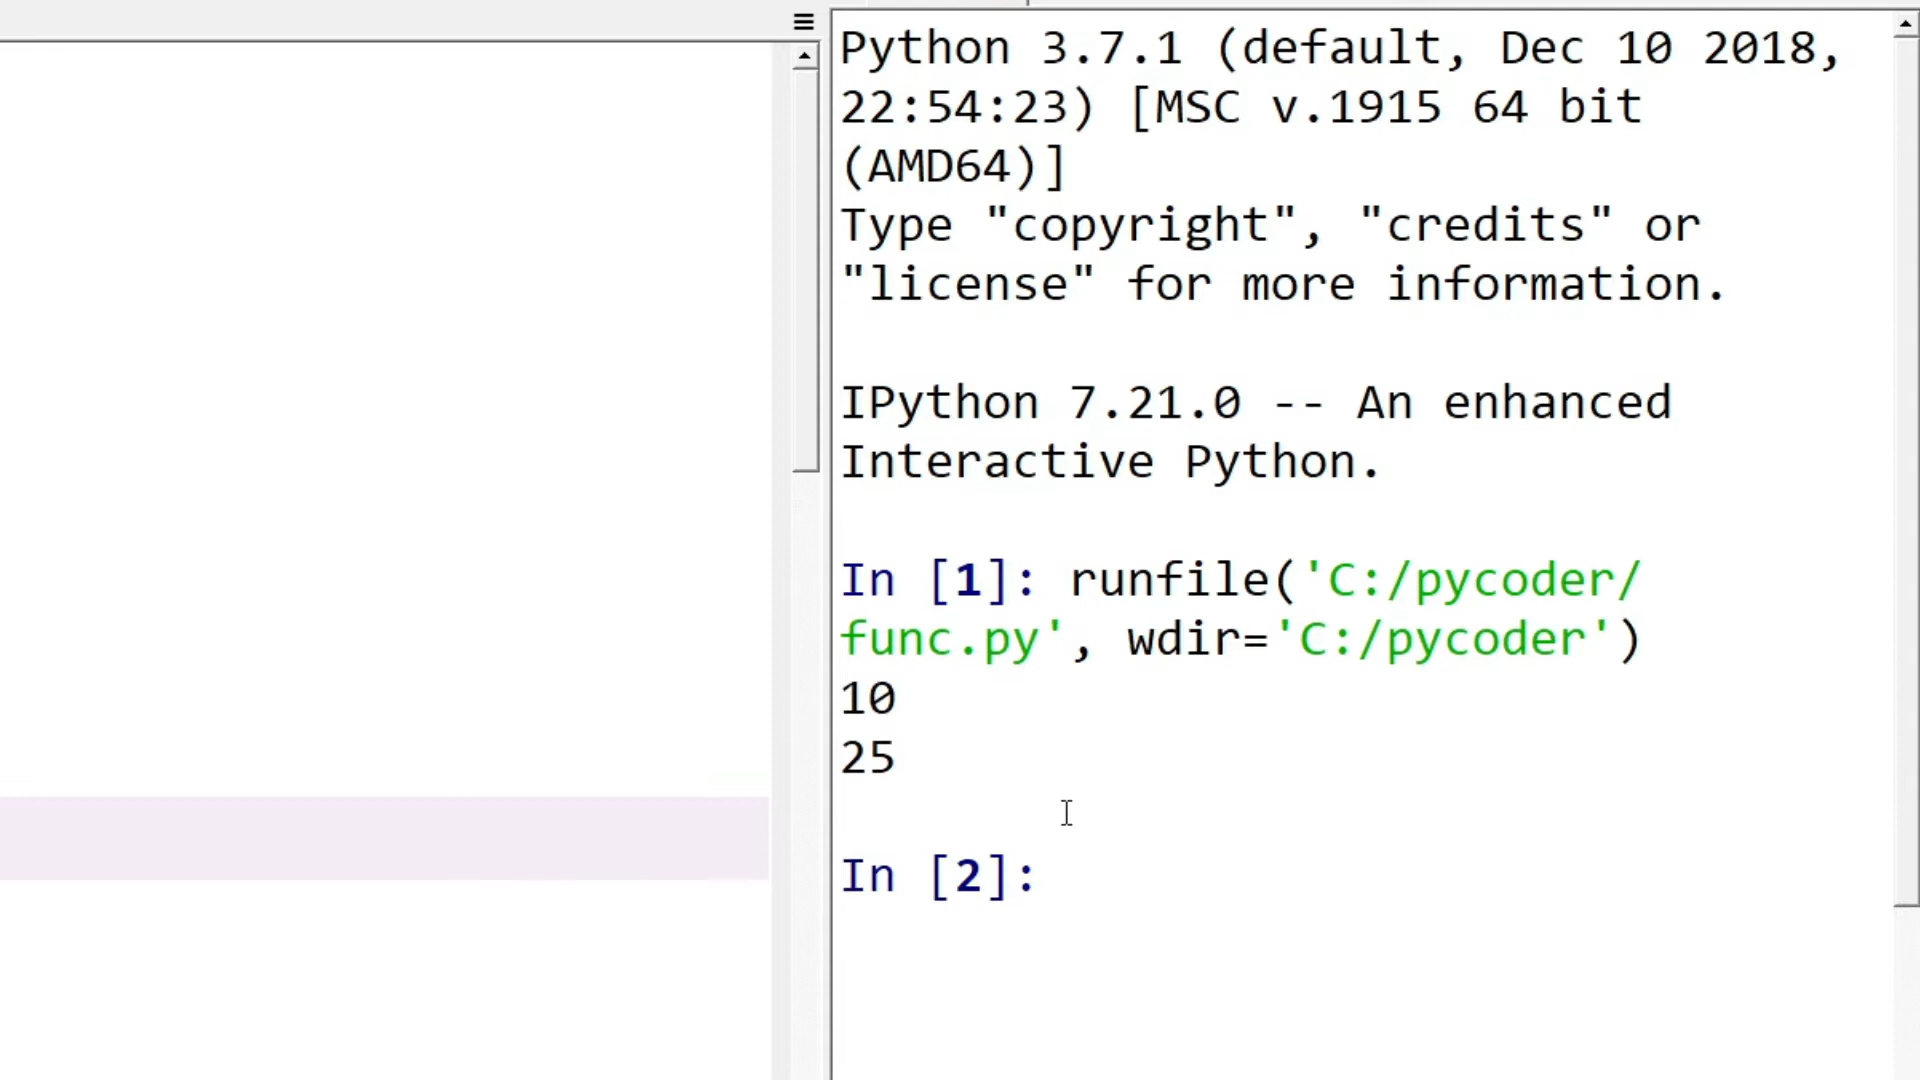 Python 3.7.1 (default, Dec 10 2018,
22:54:23) [MSC v.1915 64 bit
(AMD64)]
Type "copyright", "credits" or
"license" for more information.
IPython 7.21.0 -- An enhanced
Interactive Python.
In [1]: runfile('C:/pycoder/
func.py', wdir='C:/pycoder')
10
25
In [2]: